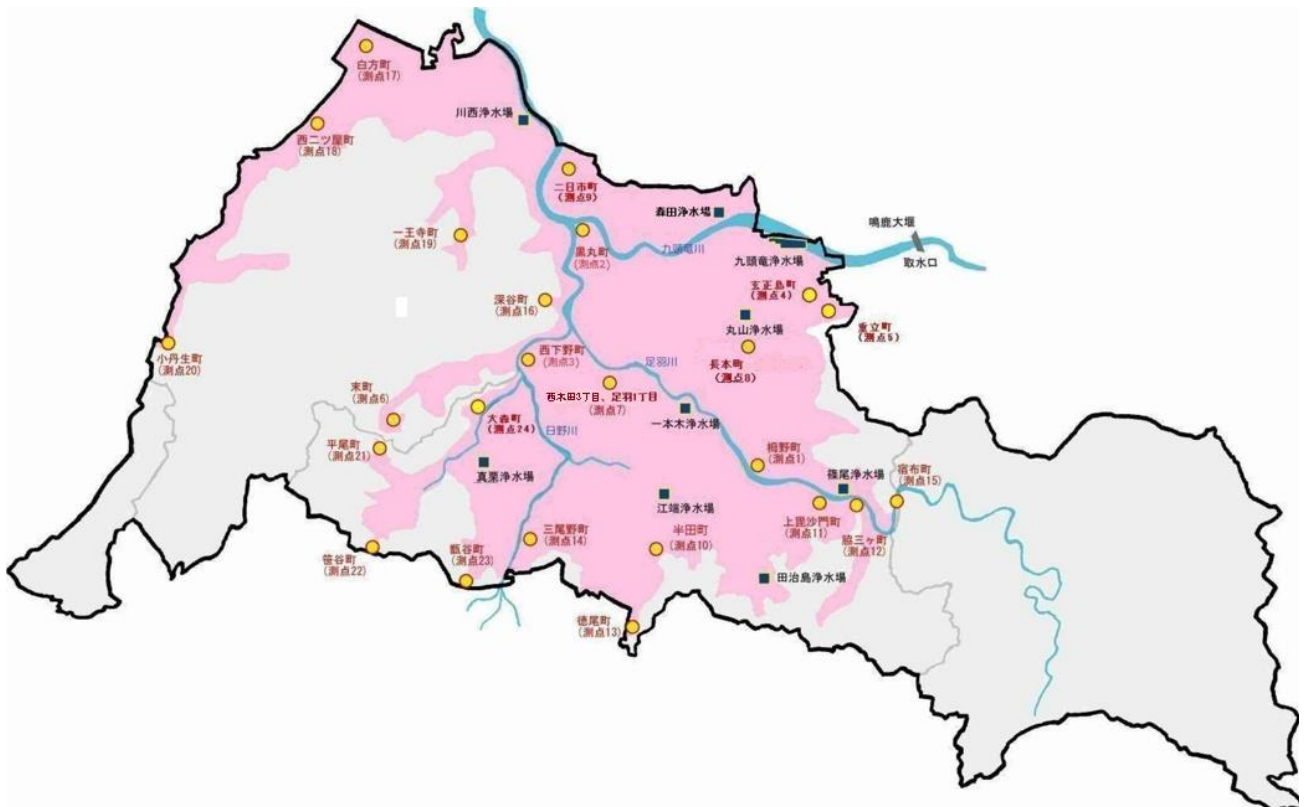 白方町
(測点17)
川西浄水場
西二ツ屋町
(測点18)
二日市町
(測点9)
森田浄水場
鳴鹿大堰
一王寺町
(測点19)
黒丸町
(測点2)
九頭竜川
九頭竜浄水場
取水口
玄正島町
(測点4)
深谷町
(測点16)
丸山浄水場
重立町
(測点5)
小丹生町
(測点20)
西下野町
(測点3)
足羽川
長本町
(測点8)
末町
(測点6)
西木田3丁目、足羽1丁目
(測点7)
大森町
(測点24)
一本木浄水場
日野川
平尾町
(測点21)
真栗浄水場
栂野町
(測点1)
篠尾浄水場
宿布町
(測点15)
江端浄水場
上毘沙門町
(測点11)
三尾野町
(測点14)
半田町
(測点10)
脇三ヶ町
(測点12)
笹谷町
(測点22)
甑谷町
(測点23)
田治島浄水場
徳尾町
(測点13)